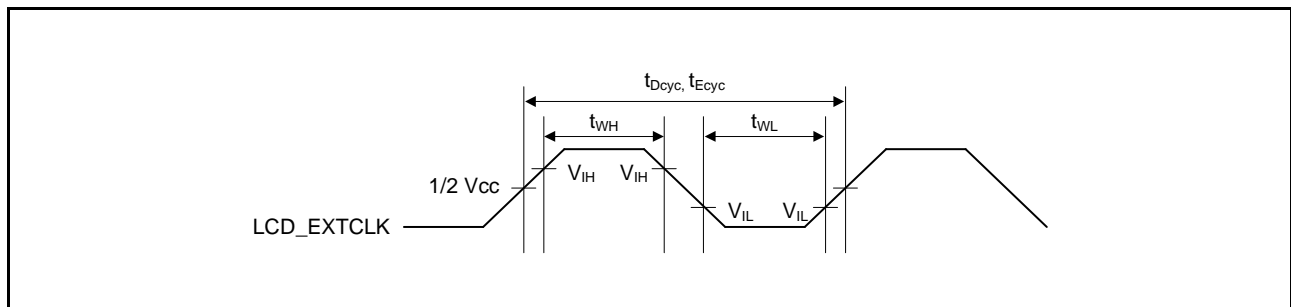 tDcyc, tEcyc
tWH
tWL
VIH
VIH
1/2 Vcc
VIL
VIL
LCD_EXTCLK